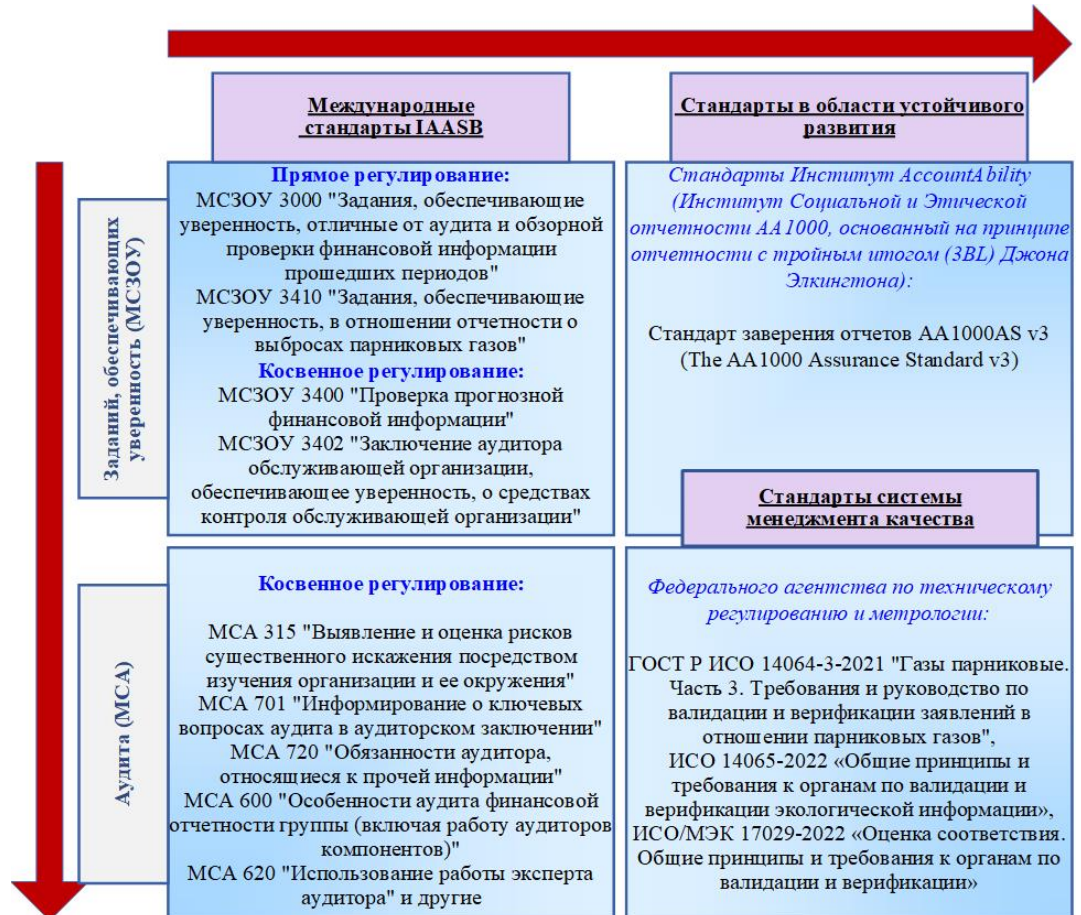 Международные
стандарты IAASB
Стандарты в области устойчивого
развития
Заданий, обеспечивающих
уверенность (МСЗОУ)
Прямое регулирование:
МСЗОУ 3000 "Задания, обеспечивающие
уверенность, отличные от аудита и обзорной
проверки финансовой информации
прошедших периодов"
МСЗОУ 3410 "Задания, обеспечивающие
уверенность, в отношении отчетности о
выбросах парниковых газов"
Косвенное регулирование:
МСЗОУ 3400 "Проверка прогнозной
финансовой информации"
МСЗОУ 3402 "Заключение аудитора
обслуживающей организации,
обеспечивающее уверенность, о средствах
контроля обслуживающей организации"
Стандарты Институт AccountAbility
(Институт Социальной и Этической
отчетности AA1000, основанный на принципе
отчетности с тройным итогом (3BL) Джона
Элкингтона):
Стандарт заверения отчетов AA1000AS v3
(The AA1000 Assurance Standard v3)
Стандарты системы
менеджмента качества
Аудита (МСА)
Косвенное регулирование:
МСА 315 "Выявление и оценка рисков
существенного искажения посредством
изучения организации и ее окружения"
МСА 701 "Информирование о ключевых
вопросах аудита в аудиторском заключении"
МСА 720 "Обязанности аудитора,
относящиеся к прочей информации"
МСА 600 "Особенности аудита финансовой
отчетности группы (включая работу аудиторов
компонентов)"
МСА 620 "Использование работы эксперта
аудитора" и другие
Федерального агентства по техническому
регулированию и метрологии:
ГОСТ Р ИСО 14064-3-2021 "Газы парниковые.
Часть 3. Требования и руководство по
валидации и верификации заявлений в
отношении парниковых газов",
ИСО 14065-2022 «Общие принципы и
требования к органам по валидации и
верификации экологической информации»,
ИСО/МЭК 17029-2022 «Оценка соответствия.
Общие принципы и требования к органам по
валидации и верификации»